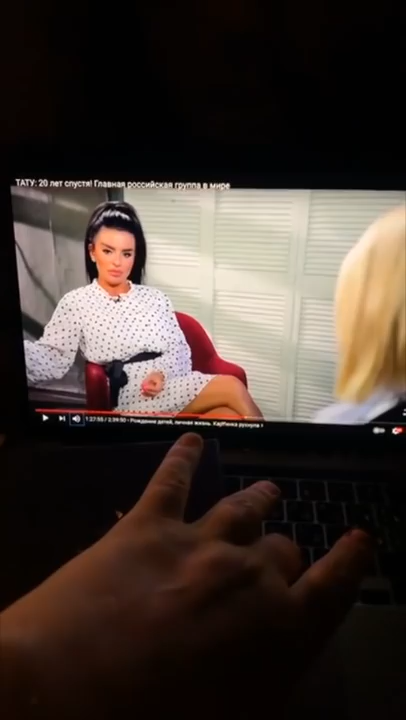 ТАТУ: 20 лет спустя! Главная российская группа в мире
1:27:55 / 2:39:50 • Рождение детей, личная жизнь. Карьера рухнула